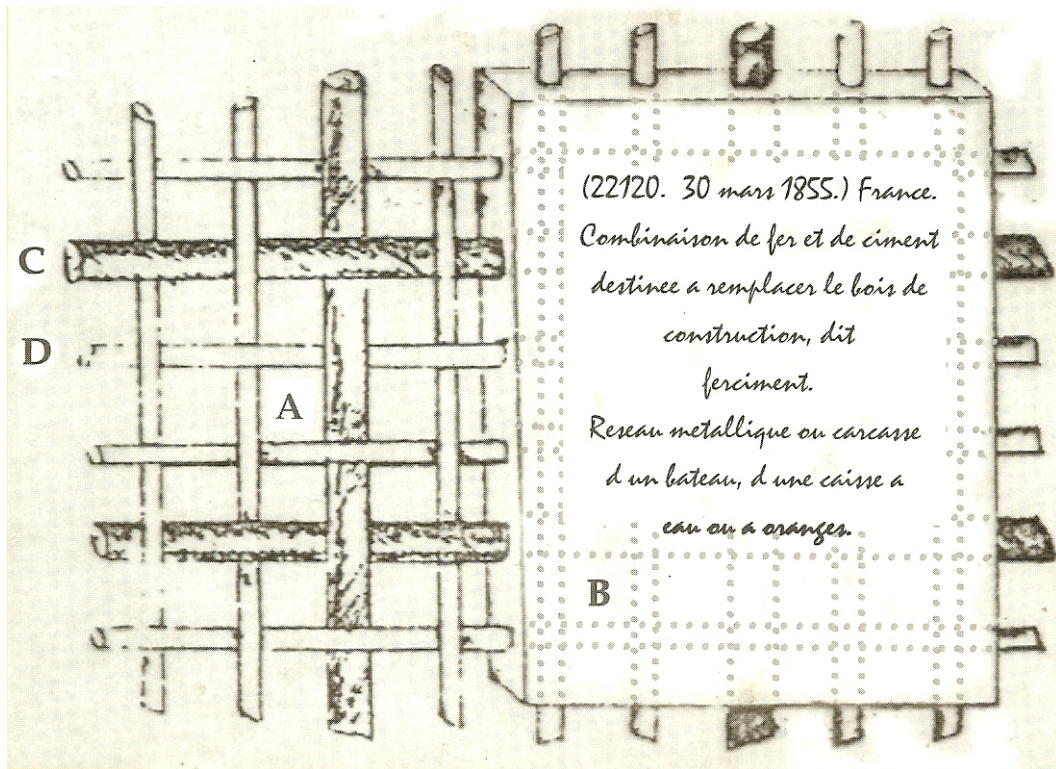 (22120. 30 mars 1855.) France.
Combinaison de fer et de ciment
destinee a remplacer le bois de
construction, dit
ferciment.
Reseau metallique ou carcasse
d un bateau, d une caisse a
eau ou a oranges.
C
D
A
B